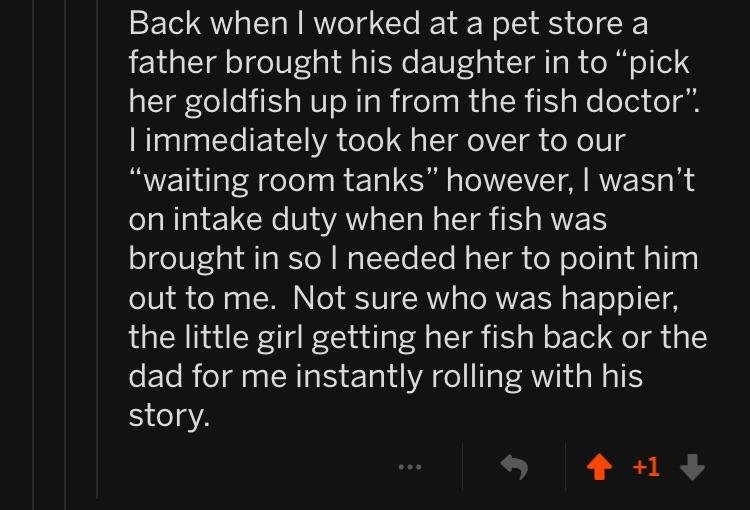 Back when I worked at a pet store a
father brought his daughter in to “pick
her goldfish up in from the fish doctor”.
I immediately took her over to our
“waiting room tanks” however, I wasn’t
on intake duty when her fish was
brought in so I needed her to point him
out to me.  Not sure who was happier,
the little girl getting her fish back or the
dad for me instantly rolling with his
story.
+1